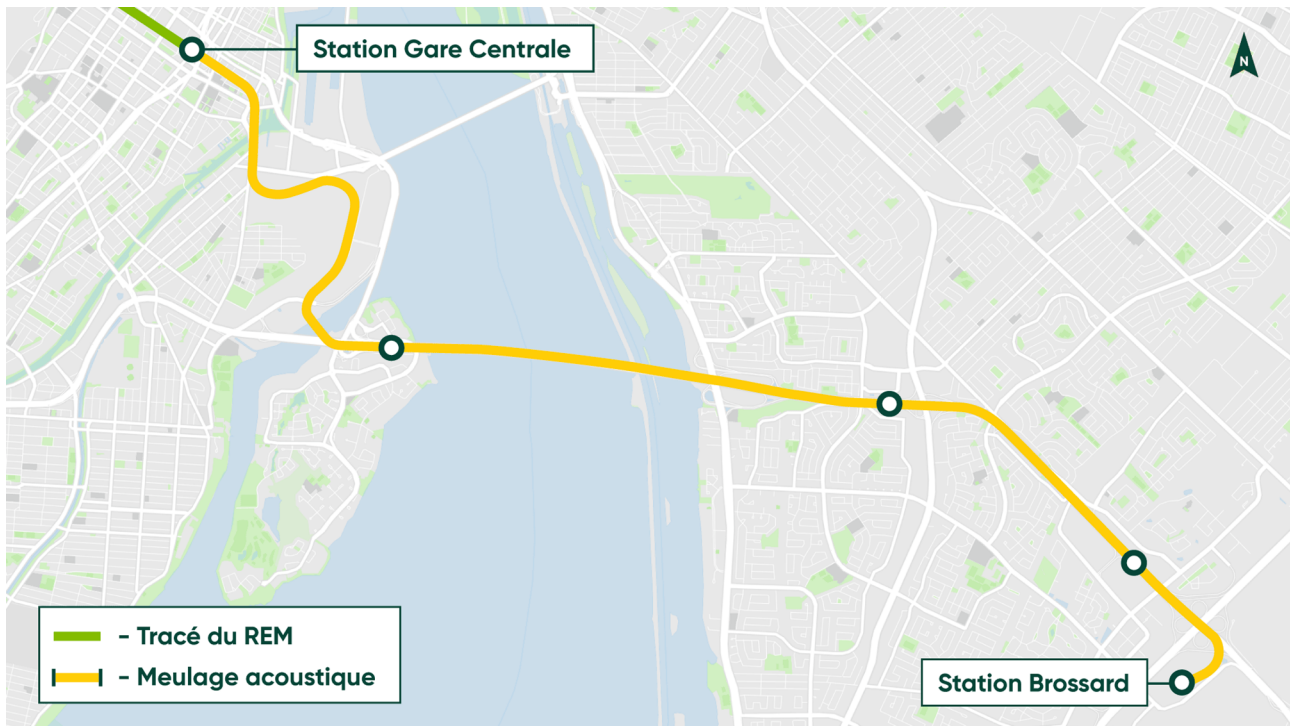 Station Gare Centrale
N
- Tracé du REM
- Meulage acoustique
Station Brossard